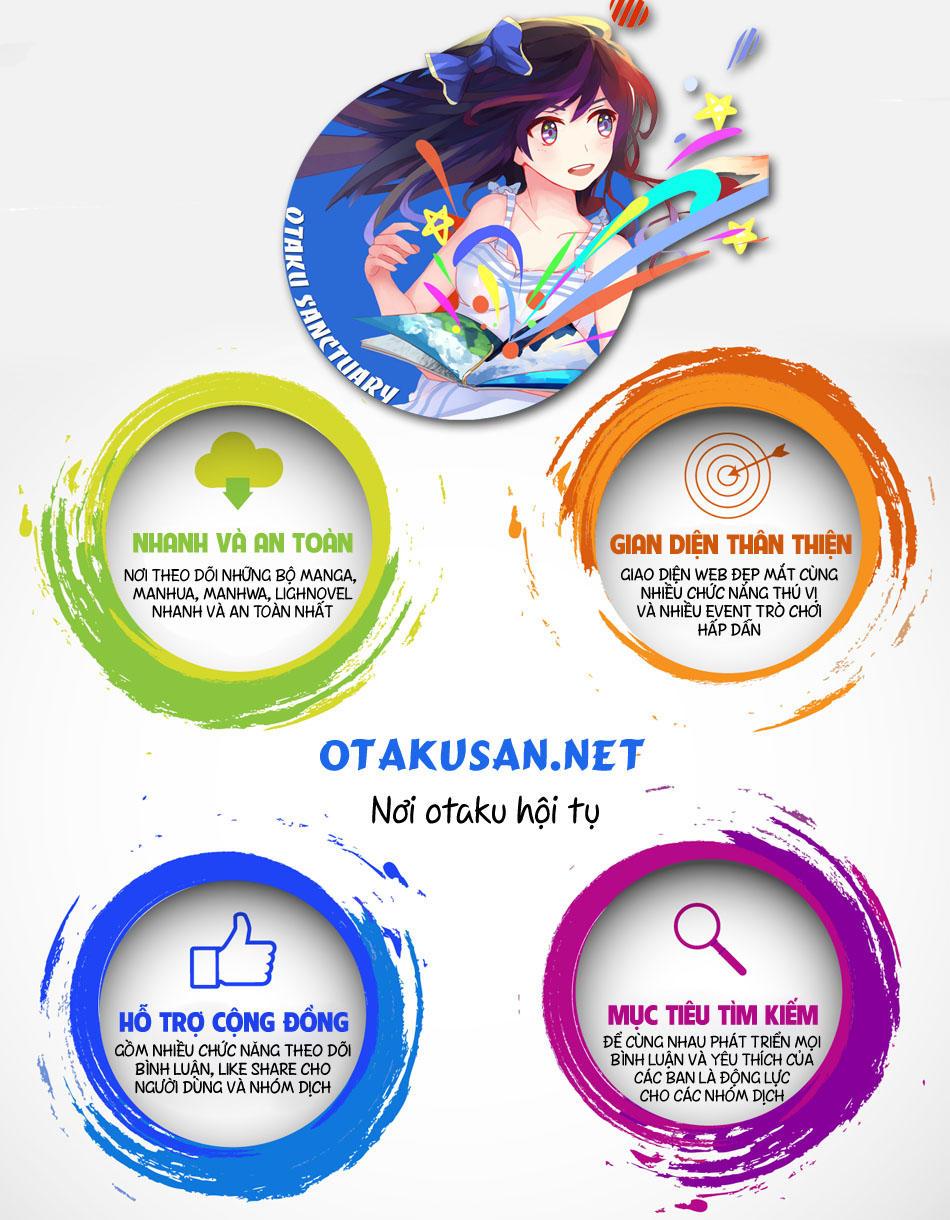 OTAKU SANCTUARY
NHANH VÀ AN TOÀN
NƠI THEO DÕI NHỮNG BỘ MANGA,
MANHUA, MANHWA, LIGHNOVEL
NHANH VÀ AN TOÀN NHẤT
GIAN DIỆN THÂN THIỆN
GIAO DIỆN WEB ĐẸP MẮT CÙNG
NHIỀU CHỨC NĂNG THÚ VỊ
VÀ NHIỀU EVENT TRÒ CHƠI
HẤP DẪN
OTAKUSAN.NET
Nơi otaku hội tụ
HỖ TRỢ CỘNG ĐỒNG
GỒM NHIỀU CHỨC NĂNG THEO DÕI
BÌNH LUẬN, LIKE SHARE CHO
NGƯỜI DÙNG VÀ NHÓM DỊCH
MỤC TIÊU TÌM KIẾM
ĐỂ CÙNG NHAU PHÁT TRIỂN MỌI
BÌNH LUẬN VÀ YÊU THÍCH CỦA
CÁC BẠN LÀ ĐỘNG LỰC
CHO CÁC NHÓM DỊCH